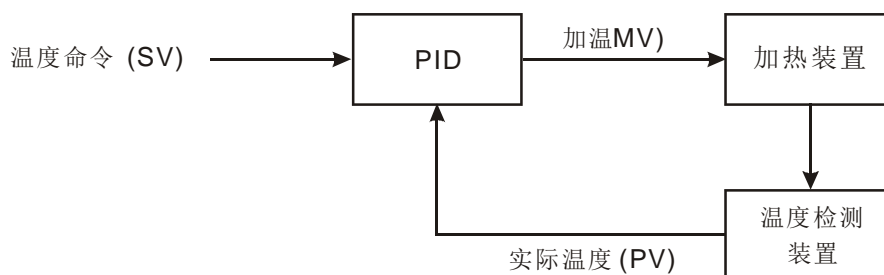 温度命令 (SV)
PID
加温MV)
加热装置
温度检测
装置
实际温度 (PV)